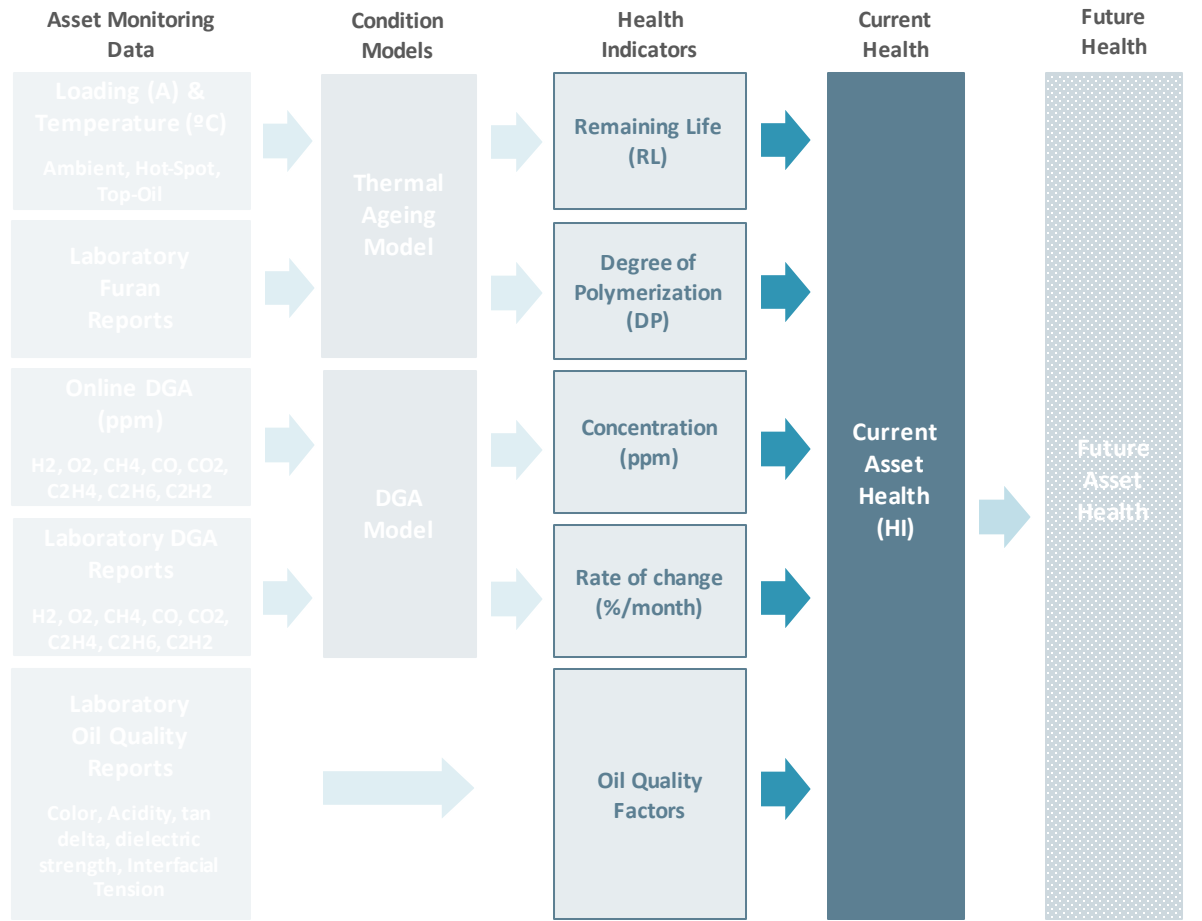 Asset Monitoring
Data
Condition
Models
Health
Indicators
Current
Health
Future
Health
Loading (A) &
Temperature (ºC)
Ambient, Hot-Spot,
Top-Oil
Laboratory
Furan
Reports
Online DGA
(ppm)
H2, O2, CH4, CO, CO2,
C2H4, C2H6, C2H2
Laboratory DGA
Reports
H2, O2, CH4, CO, CO2,
C2H4, C2H6, C2H2
Laboratory
Oil Quality
Reports
Color, Acidity, tan
delta, dielectric
strength, Interfacial
Tension
Thermal
Ageing
Model
DGA
Model
Remaining Life
(RL)
Degree of
Polymerization
(DP)
Concentration
(ppm)
Rate of change
(%/month)
Oil Quality
Factors
Current
Asset
Health
(HI)
Future
Asset
Health